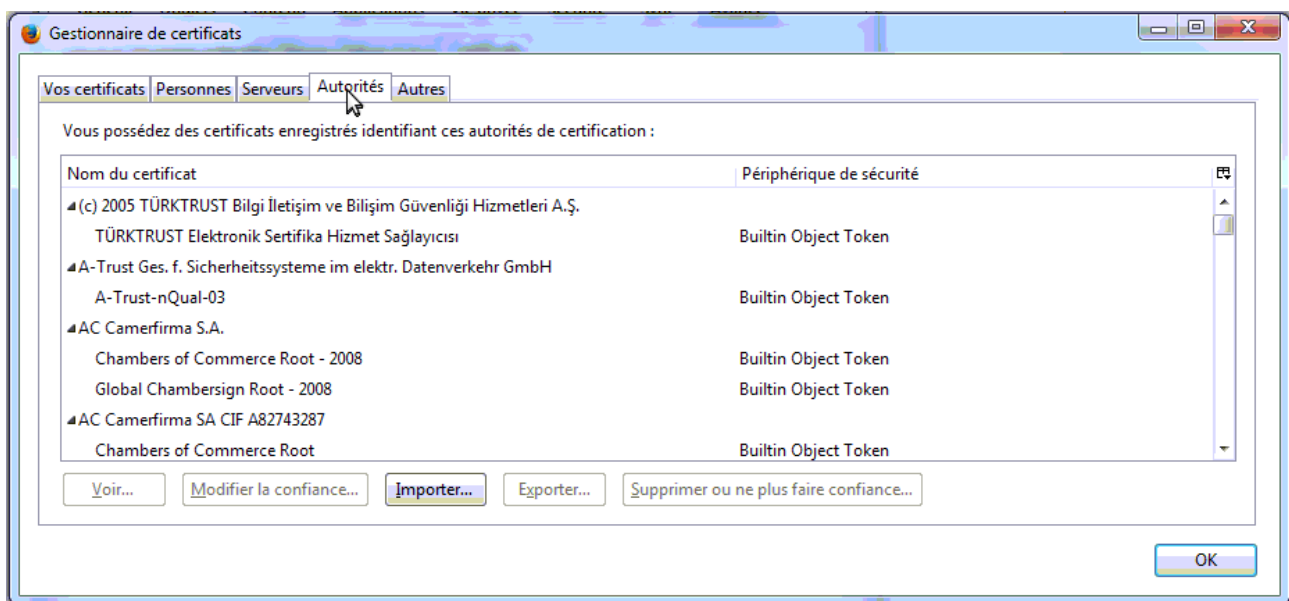 Gestionnaire de certificats
Vos certificats Personnes Serveurs Autorités Autres
Vous possédez des certificats enregistrés identifiant ces autorités de certification :
Nom du certificat Périphérique de sécurité
(c) 2005 TÜRKTRUST Bilgi İletişim ve Bilişim Güvenliği Hizmetleri A.Ş.
TÜRKTRUST Elektronik Sertifika Hizmet Sağlayıcısı Builtin Object Token
A-Trust Ges. f. Sicherheitssysteme im elektr. Datenverkehr GmbH
A-Trust-nQual-03 Builtin Object Token
AC Camerfirma S.A.
Chambers of Commerce Root - 2008 Builtin Object Token
Global Chambersign Root - 2008 Builtin Object Token
AC Camerfirma SA CIF A82743287
Chambers of Commerce Root Builtin Object Token
Voir... Modifier la confiance... Importer... Exporter... Supprimer ou ne plus faire confiance...
OK